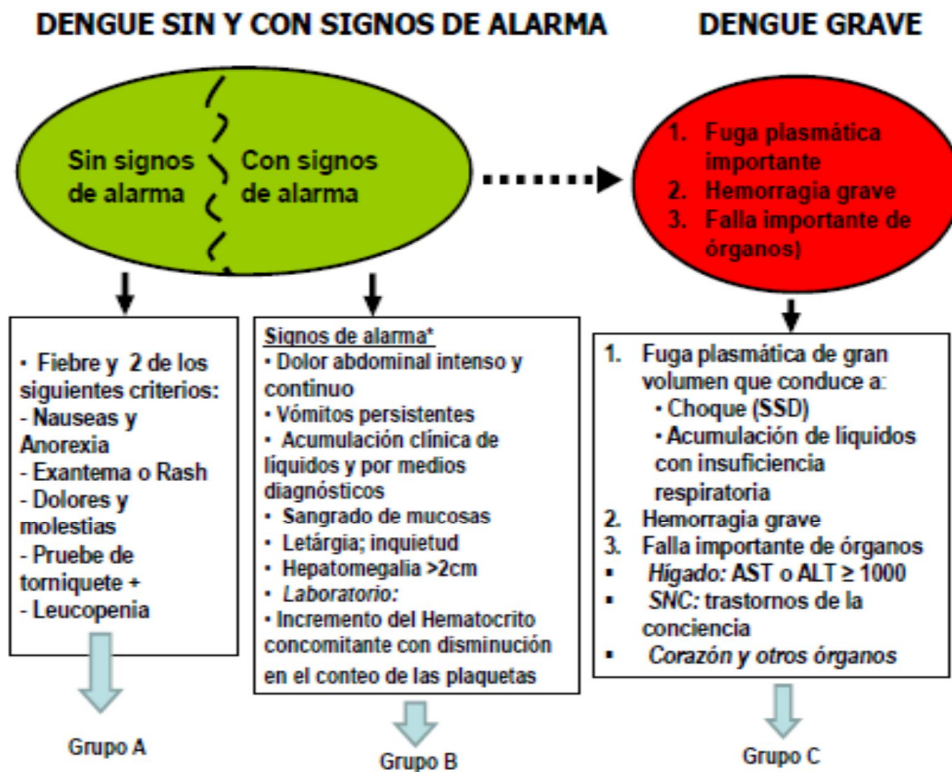 DENGUE SIN Y CON SIGNOS DE ALARMA
DENGUE GRAVE
Sin signos
de alarma
Con signos
de alarma
1. Fuga plasmática
importante
2. Hemorragia grave
3. Falla importante de
órganos)
• Fiebre y 2 de los
siguientes criterios:
- Nauseas y
Anorexia
- Exantema o Rash
- Dolores y
molestias
- Pruebe de
torniquete +
- Leucopenia
Grupo A
Signos de alarma*
• Dolor abdominal intenso y
continuo
• Vómitos persistentes
• Acumulación clínica de
líquidos y por medios
diagnósticos
• Sangrado de mucosas
• Letárgia; inquietud
• Hepatomegalia >2cm
• Laboratorio:
• Incremento del Hematocrito
concomitante con disminución
en el conteo de las plaquetas
Grupo B
1. Fuga plasmática de gran
volumen que conduce a:
• Choque (SSD)
• Acumulación de líquidos
con insuficiencia
respiratoria
2. Hemorragia grave
3. Falla importante de órganos
▪ Hígado: AST o ALT ≥ 1000
▪ SNC: trastornos de la
conciencia
▪ Corazón y otros órganos
Grupo C